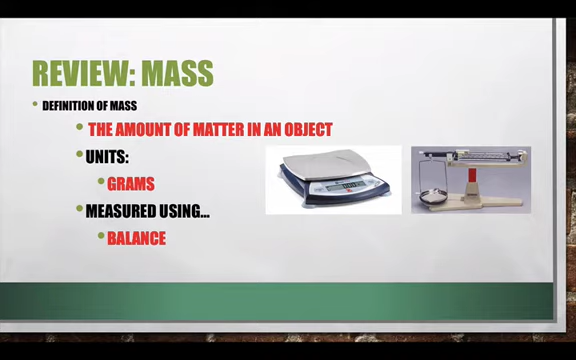 REVIEW: MASS
DEFINITION OF MASS
THE AMOUNT OF MATTER IN AN OBJECT
UNITS:
GRAMS
MEASURED USING...
BALANCE